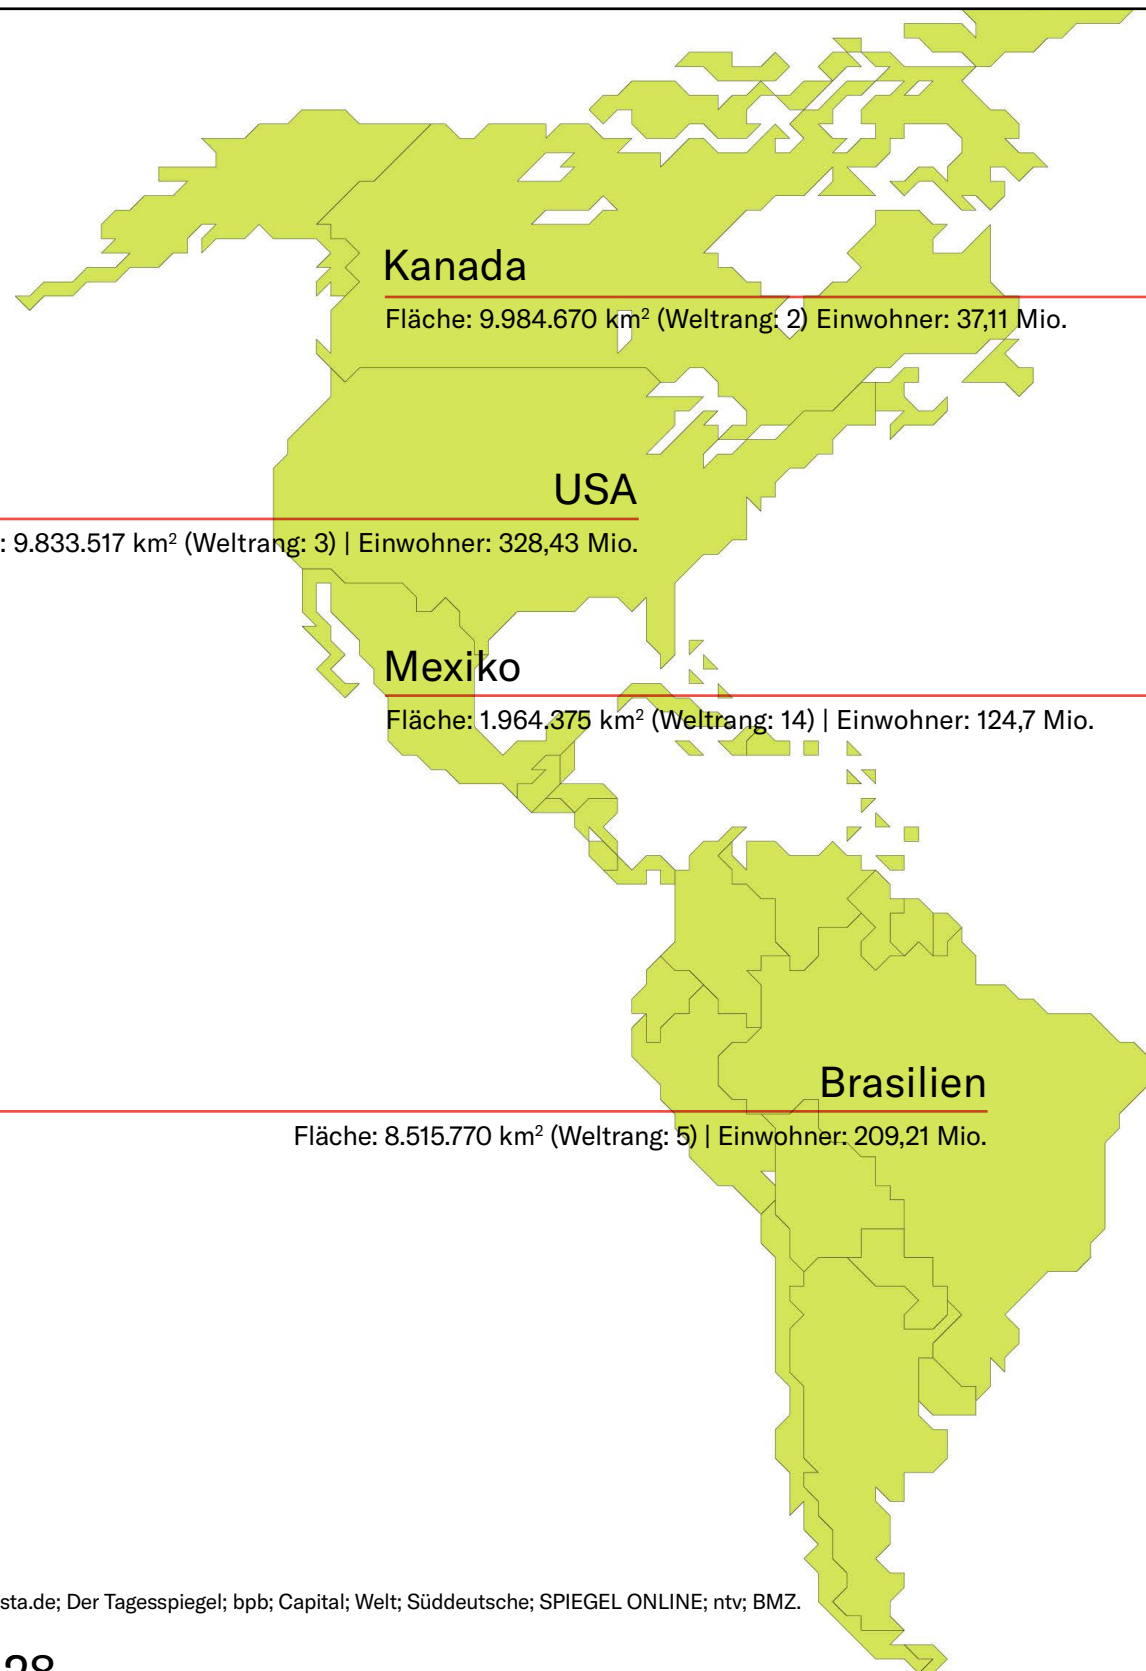 Kanada
Fläche: 9.984.670 km² (Weltrang: 2) Einwohner: 37,11 Mio.
USA
: 9.833.517 km² (Weltrang: 3) | Einwohner: 328,43 Mio.
Mexiko
Fläche: 1.964.375 km² (Weltrang: 14) | Einwohner: 124,7 Mio.
Brasilien
Fläche: 8.515.770 km² (Weltrang: 5) | Einwohner: 209,21 Mio.
sta.de; Der Tagesspiegel; bpb; Capital; Welt; Süddeutsche; SPIEGEL ONLINE; ntv; BMZ.
28